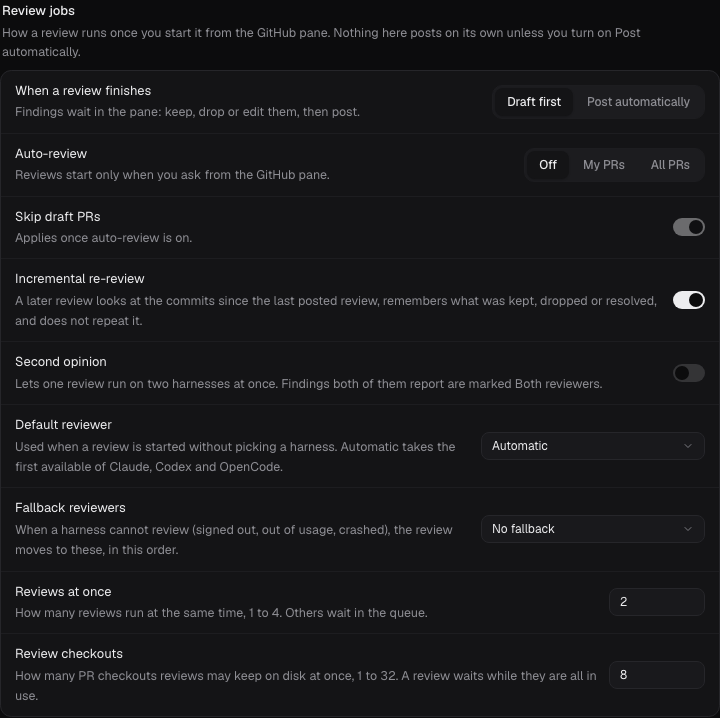 Review jobs
How a review runs once you start it from the GitHub pane. Nothing here posts on its own unless you turn on Post
automatically.
When a review finishes
Findings wait in the pane: keep, drop or edit them, then post.
Draft first
Post automatically
Auto-review
Reviews start only when you ask from the GitHub pane.
Off
My PRs
All PRs
Skip draft PRs
Applies once auto-review is on.
Incremental re-review
A later review looks at the commits since the last posted review, remembers what was kept, dropped or resolved,
and does not repeat it.
Second opinion
Lets one review run on two harnesses at once. Findings both of them report are marked Both reviewers.
Default reviewer
Used when a review is started without picking a harness. Automatic takes the
first available of Claude, Codex and OpenCode.
Automatic
Fallback reviewers
When a harness cannot review (signed out, out of usage, crashed), the review
moves to these, in this order.
No fallback
Reviews at once
How many reviews run at the same time, 1 to 4. Others wait in the queue.
2
Review checkouts
How many PR checkouts reviews may keep on disk at once, 1 to 32. A review waits while they are all in
use.
8